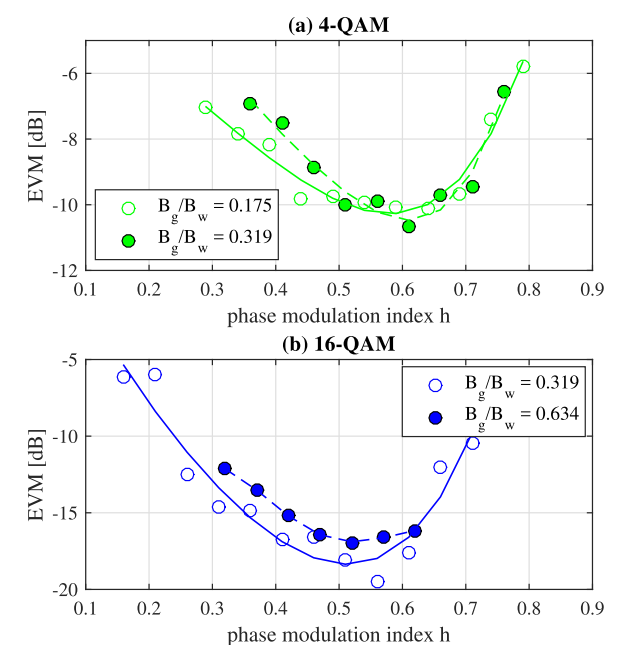 (a) 4-QAM
-6
-8
-10
-12
EVM [dB]
B_g/B_w = 0.175
B_g/B_w = 0.319
0.1 0.2 0.3 0.4 0.5 0.6 0.7 0.8 0.9
phase modulation index h
(b) 16-QAM
-5
-10
-15
-20
EVM [dB]
B_g/B_w = 0.319
B_g/B_w = 0.634
0.1 0.2 0.3 0.4 0.5 0.6 0.7 0.8 0.9
phase modulation index h